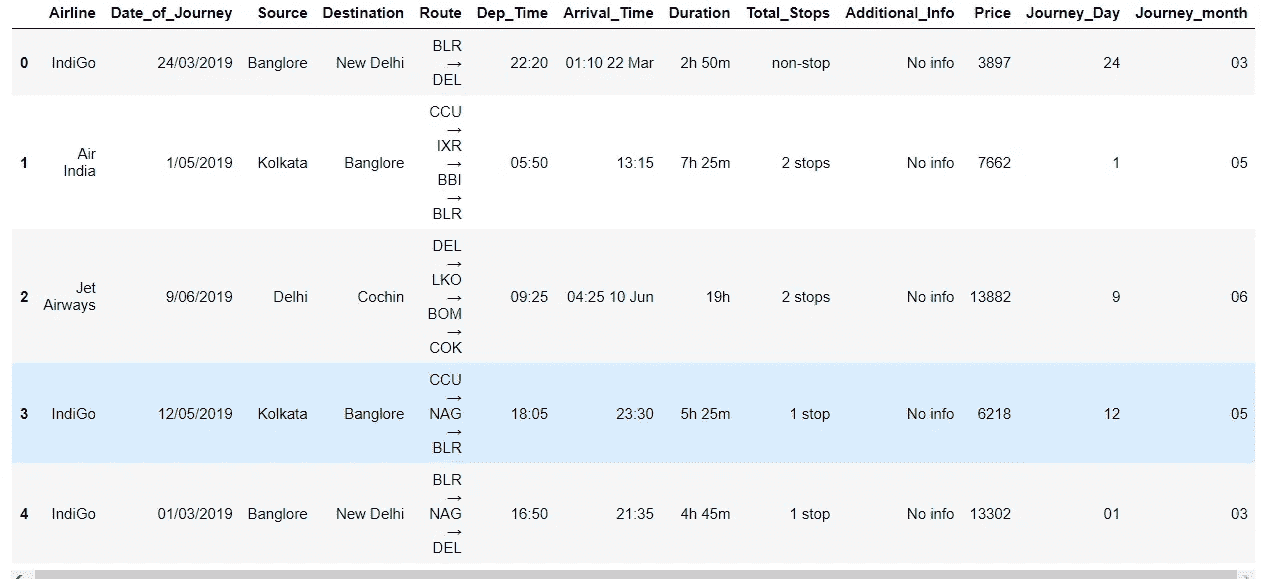 Airline Date_of_Journey Source Destination Route Dep_Time Arrival_Time Duration Total_Stops Additional_Info Price Journey_Day Journey_month
0 IndiGo 24/03/2019 Banglore New Delhi BLR → DEL 22:20 01:10 22 Mar 2h 50m non-stop No info 3897 24 03
1 Air India 1/05/2019 Kolkata Banglore CCU → IXR → BBI → BLR 05:50 13:15 7h 25m 2 stops No info 7662 1 05
2 Jet Airways 9/06/2019 Delhi Cochin DEL → LKO → BOM → COK 09:25 04:25 10 Jun 19h 2 stops No info 13882 9 06
3 IndiGo 12/05/2019 Kolkata Banglore CCU → NAG → BLR 18:05 23:30 5h 25m 1 stop No info 6218 12 05
4 IndiGo 01/03/2019 Banglore New Delhi BLR → NAG → DEL 16:50 21:35 4h 45m 1 stop No info 13302 01 03